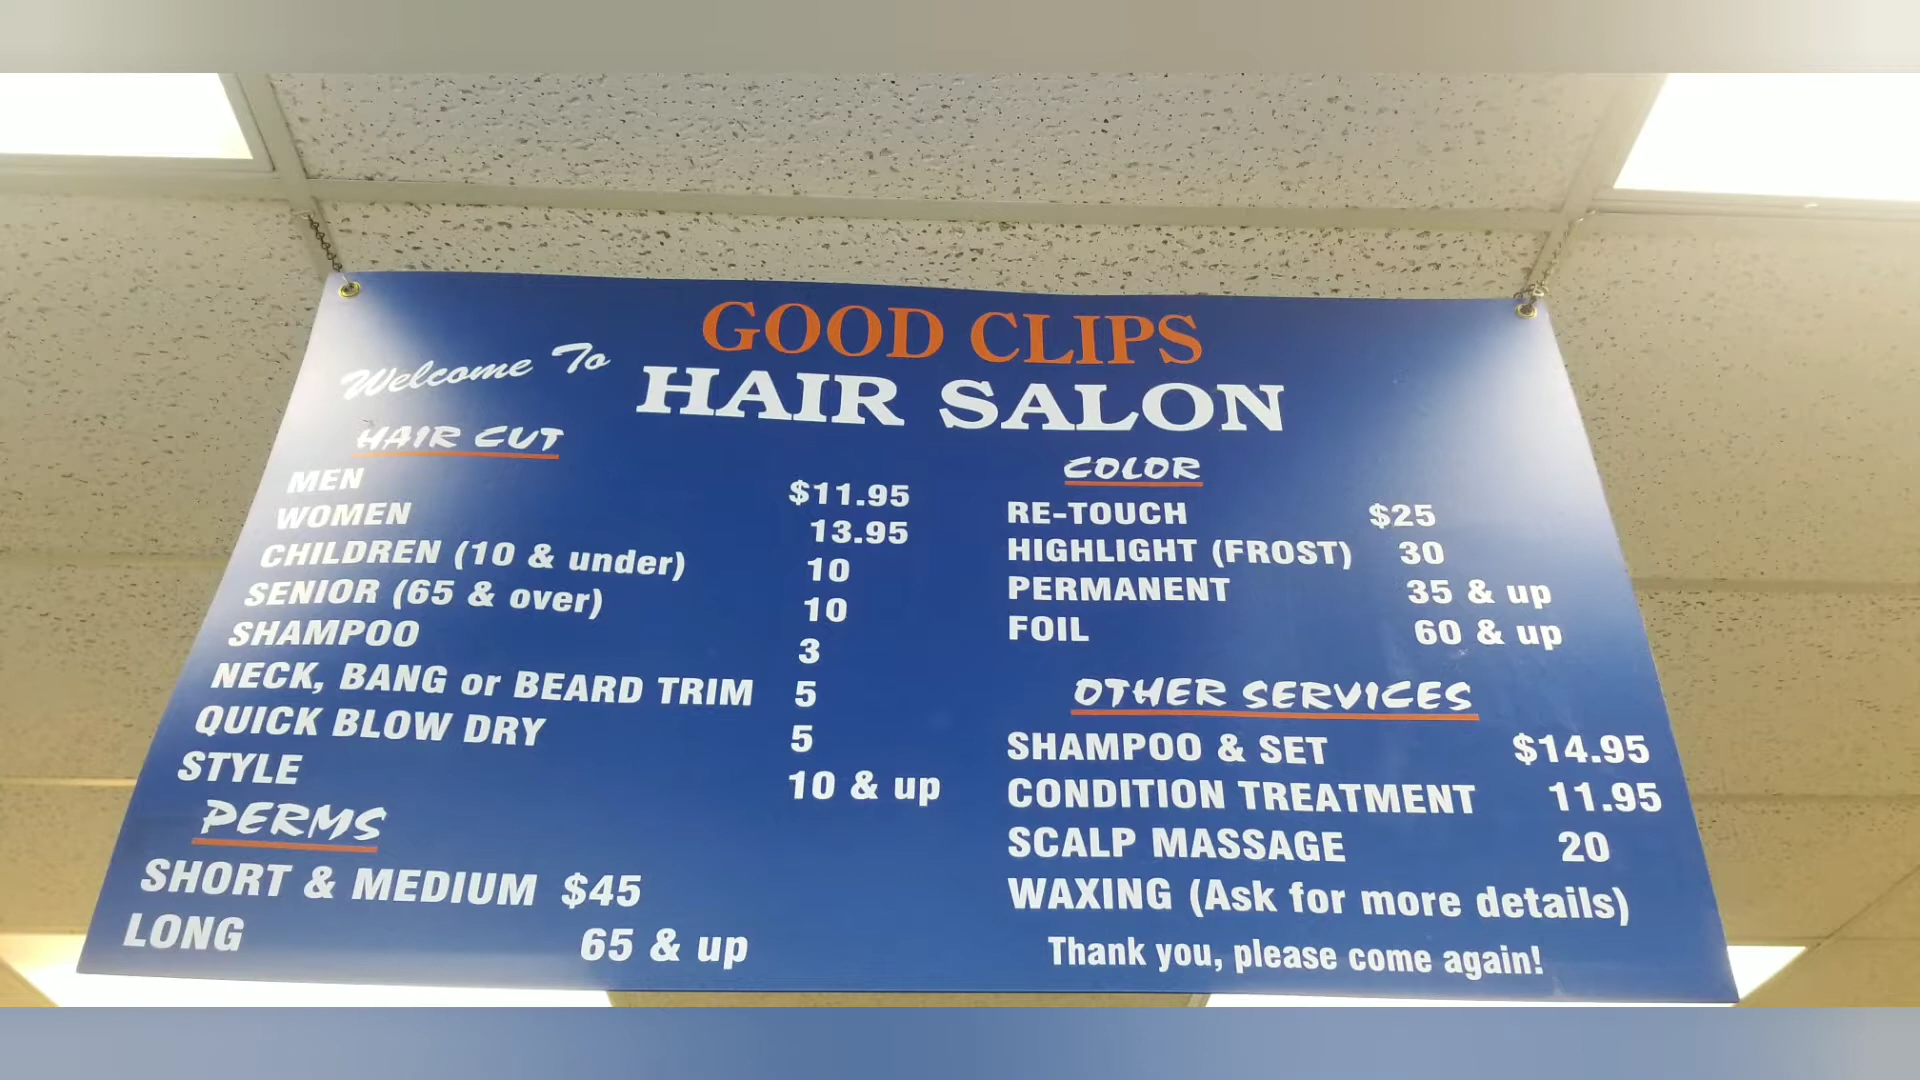 Welcome To
GOOD CLIPS
HAIR SALON
HAIR CUT
MEN $11.95
WOMEN 13.95
CHILDREN (10 & under) 10
SENIOR (65 & over) 10
SHAMPOO 3
NECK, BANG or BEARD TRIM 5
QUICK BLOW DRY 5
STYLE 10 & up
PERMS
SHORT & MEDIUM $45
LONG 65 & up
COLOR
RE-TOUCH $25
HIGHLIGHT (FROST) 30
PERMANENT 35 & up
FOIL 60 & up
OTHER SERVICES
SHAMPOO & SET $14.95
CONDITION TREATMENT 11.95
SCALP MASSAGE 20
WAXING (Ask for more details)
Thank you, please come again!